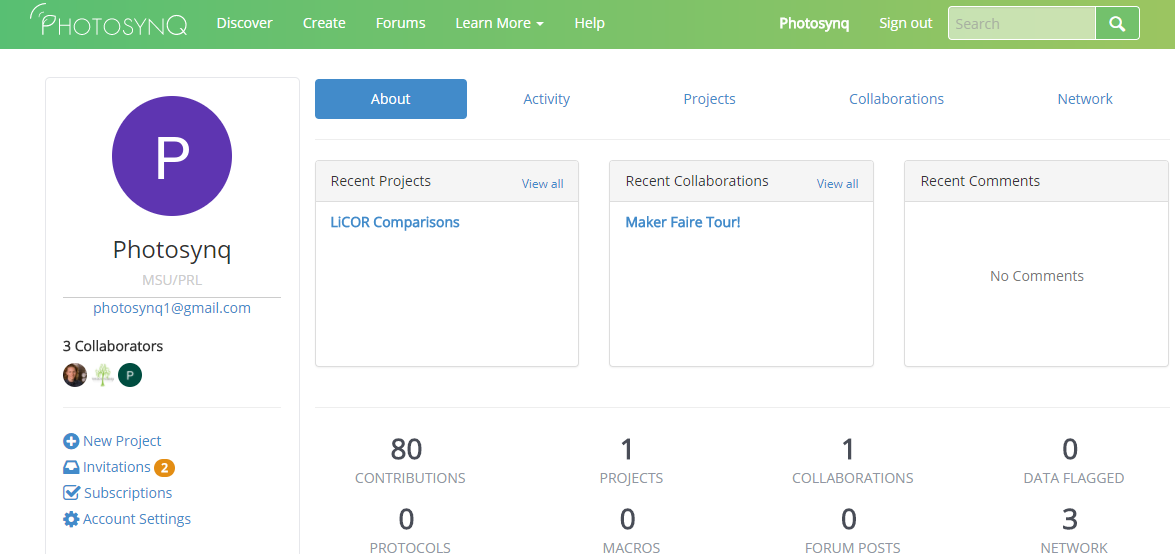 PHOTOSYNQ Discover Create Forums Learn More Help Photosynq Sign out Search
P
Photosynq
MSU/PRL
photosynq1@gmail.com
3 Collaborators
P
New Project
Invitations 2
Subscriptions
Account Settings
About Activity Projects Collaborations Network
Recent Projects View all
LiCOR Comparisons
Recent Collaborations View all
Maker Faire Tour!
Recent Comments
No Comments
80 1 1 0
CONTRIBUTIONS PROJECTS COLLABORATIONS DATA FLAGGED
0 0 0 3
PROTOCOLS MACROS FORUM POSTS NETWORK